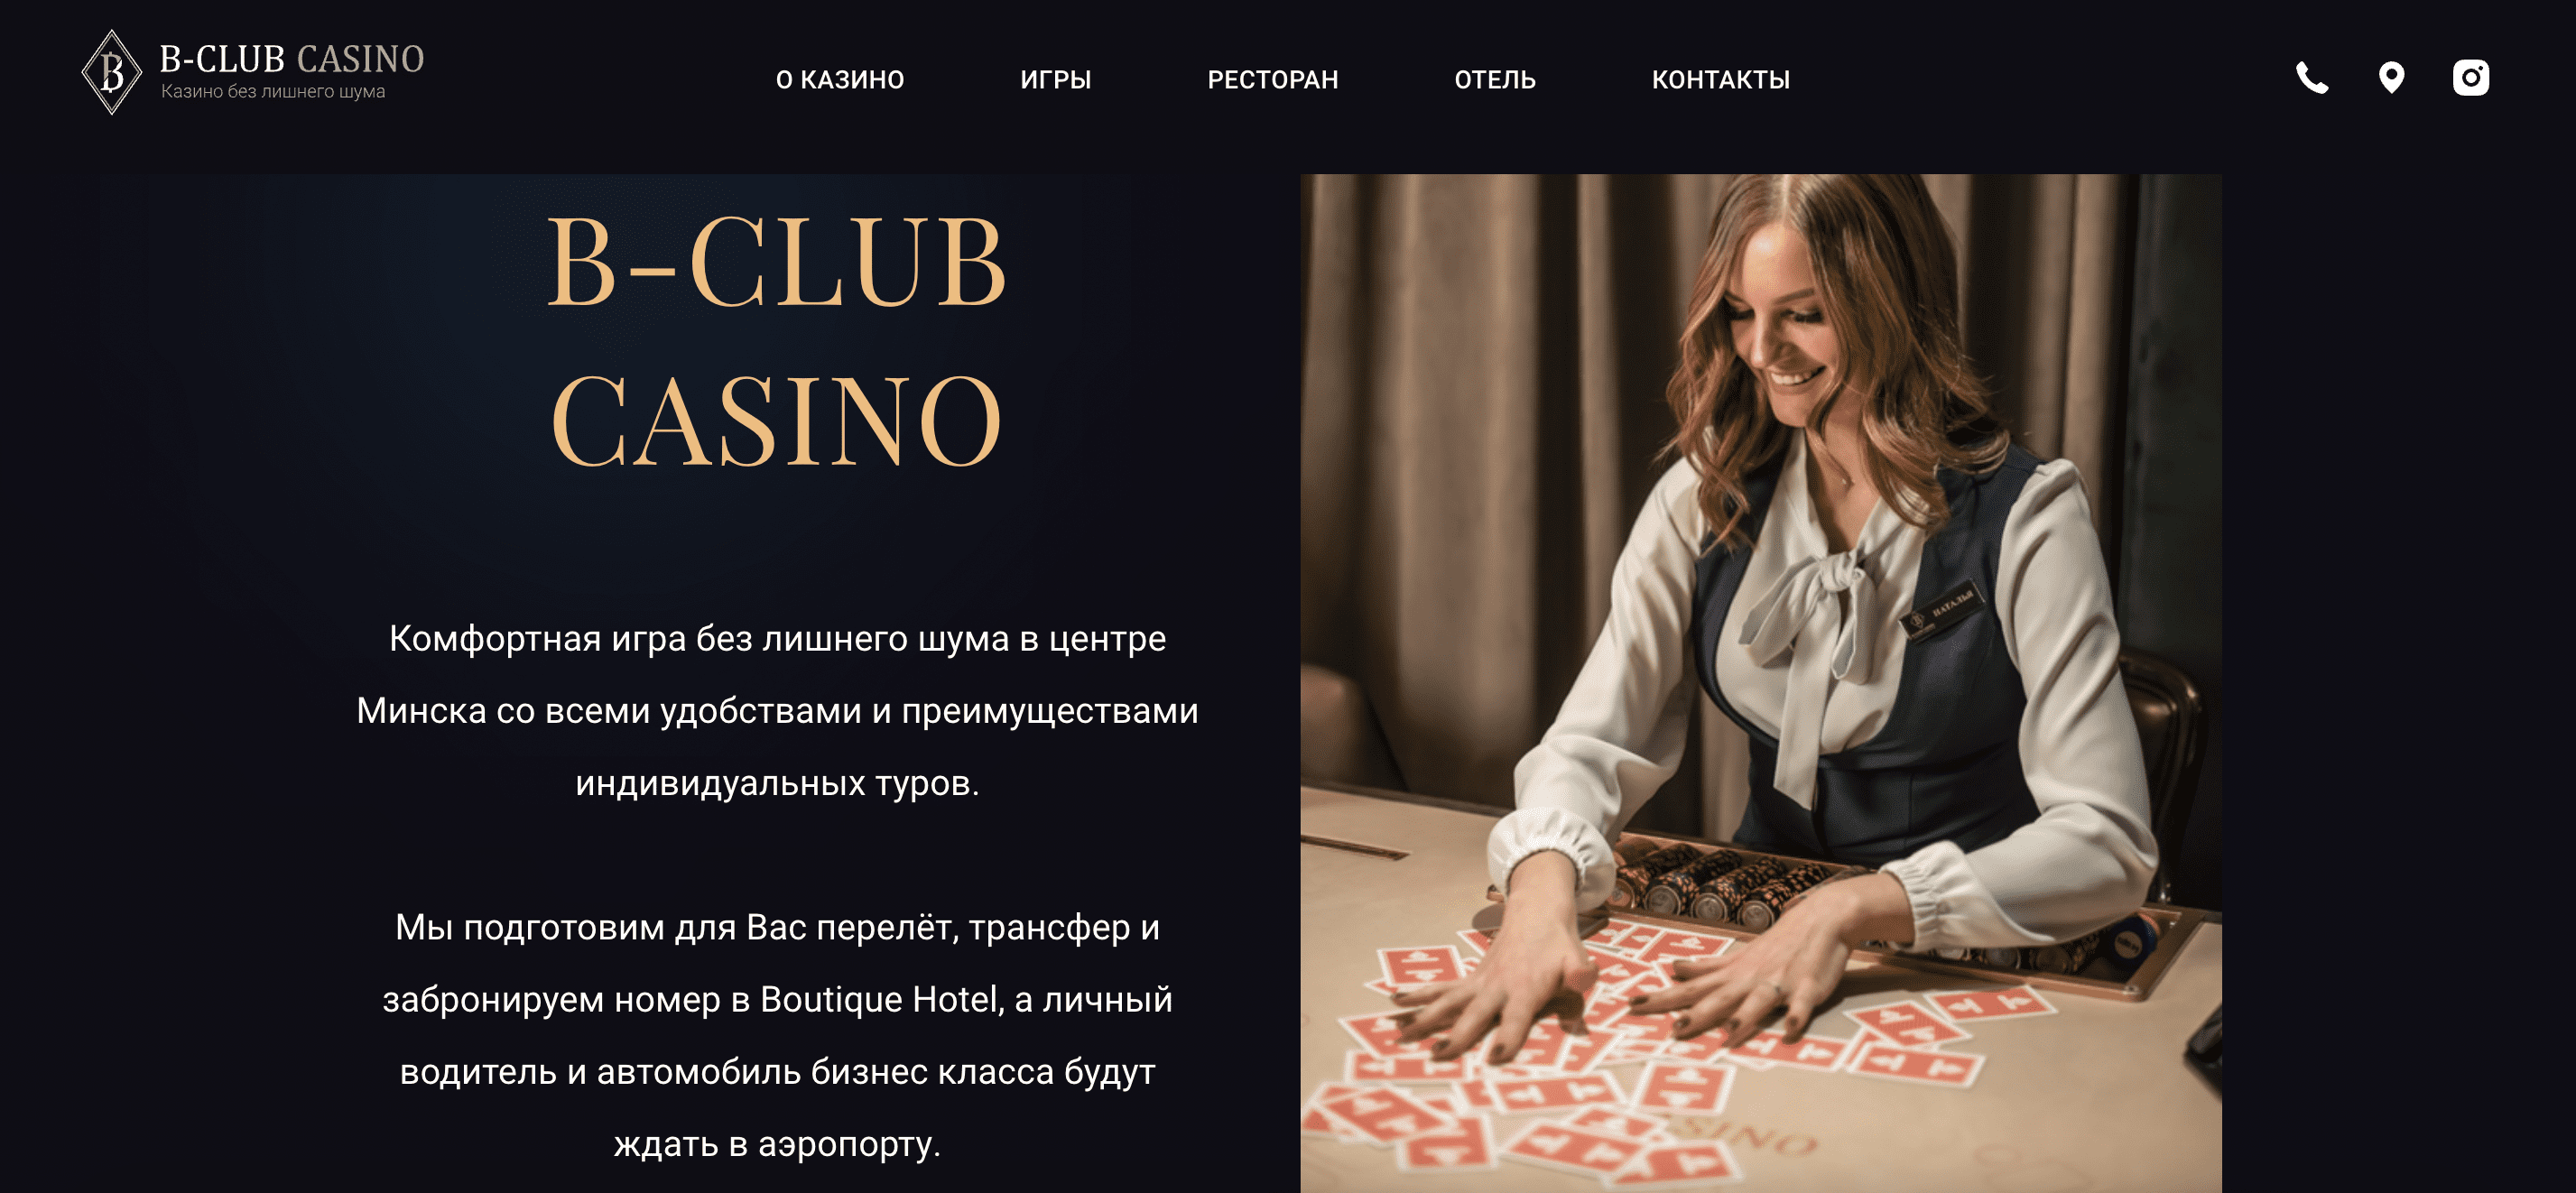 B-CLUB CASINO
Казино без лишнего шума
О КАЗИНО
ИГРЫ
РЕСТОРАН
ОТЕЛЬ
КОНТАКТЫ
B-CLUB
CASINO
Комфортная игра без лишнего шума в центре
Минска со всеми удобствами и преимуществами
индивидуальных туров.
Мы подготовим для Вас перелёт, трансфер и
забронируем номер в Boutique Hotel, а личный
водитель и автомобиль бизнес класса будут
ждать в аэропорту.
НАТАЛЬЯ